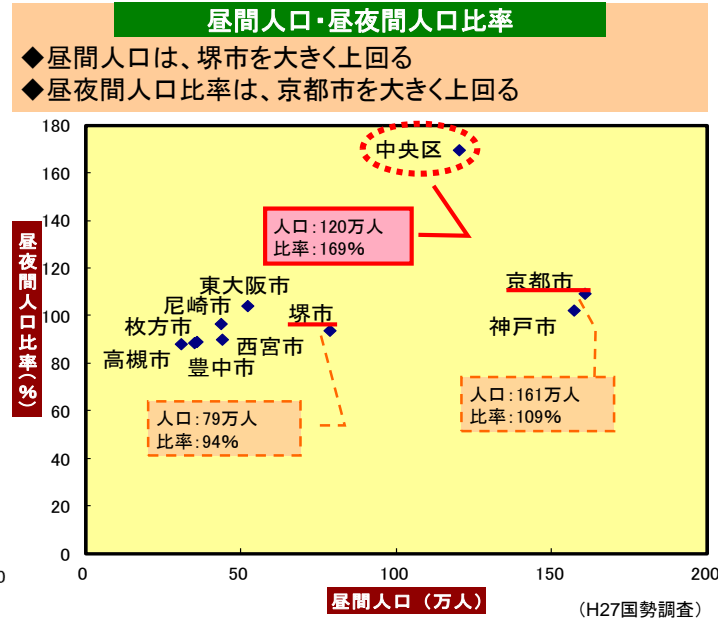 昼間人口・昼夜間人口比率
◆昼間人口は、堺市を大きく上回る
◆昼夜間人口比率は、京都市を大きく上回る
180
160
140
120
100
80
60
40
20
0
昼夜間人口比率(%)
中央区
人口:120万人
比率:169%
東大阪市
尼崎市
枚方市
高槻市
豊中市
西宮市
堺市
京都市
神戸市
人口:79万人
比率:94%
人口:161万人
比率:109%
0
0
50
100
150
200
昼間人口(万人)
(H27国勢調査)